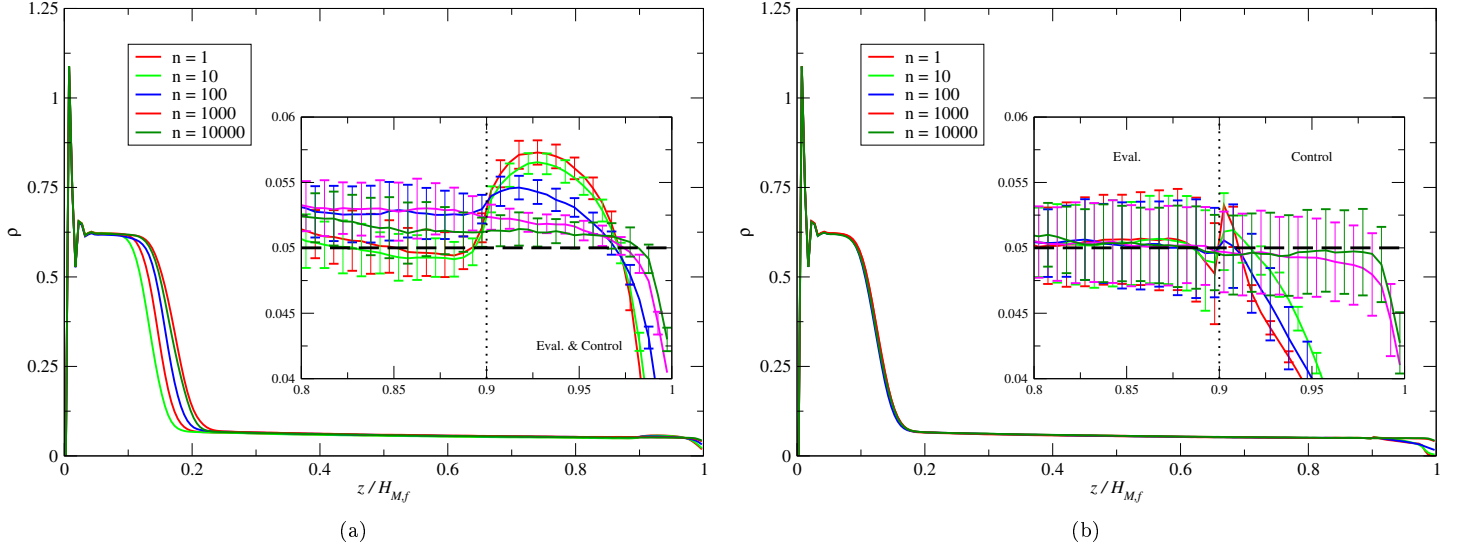 1.25
1
0.75
0.5
0.25
0
ρ
n = 1
n = 10
n = 100
n = 1000
n = 10000
0.06
0.055
0.05
0.045
0.04
0.8
0.85
0.9
0.95
1
Eval. & Control
0
0.2
0.4
0.6
0.8
1
z / H_{M,f}
(a)
1.25
1
0.75
0.5
0.25
0
ρ
n = 1
n = 10
n = 100
n = 1000
n = 10000
0.06
0.055
0.05
0.045
0.04
Eval.
Control
0.8
0.85
0.9
0.95
1
0
0.2
0.4
0.6
0.8
1
z / H_{M,f}
(b)